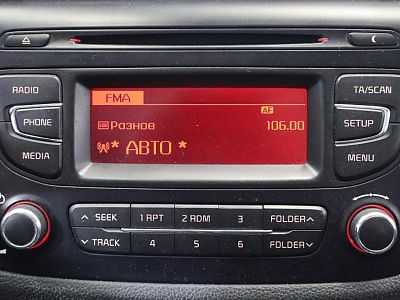 RADIO
PHONE
MEDIA
FMA
AF
Разнов 106.00
* АВТО *
TA/SCAN
SETUP
MENU
SEEK 1 RPT 2 RDM 3 FOLDER
TRACK 4 5 6 FOLDER